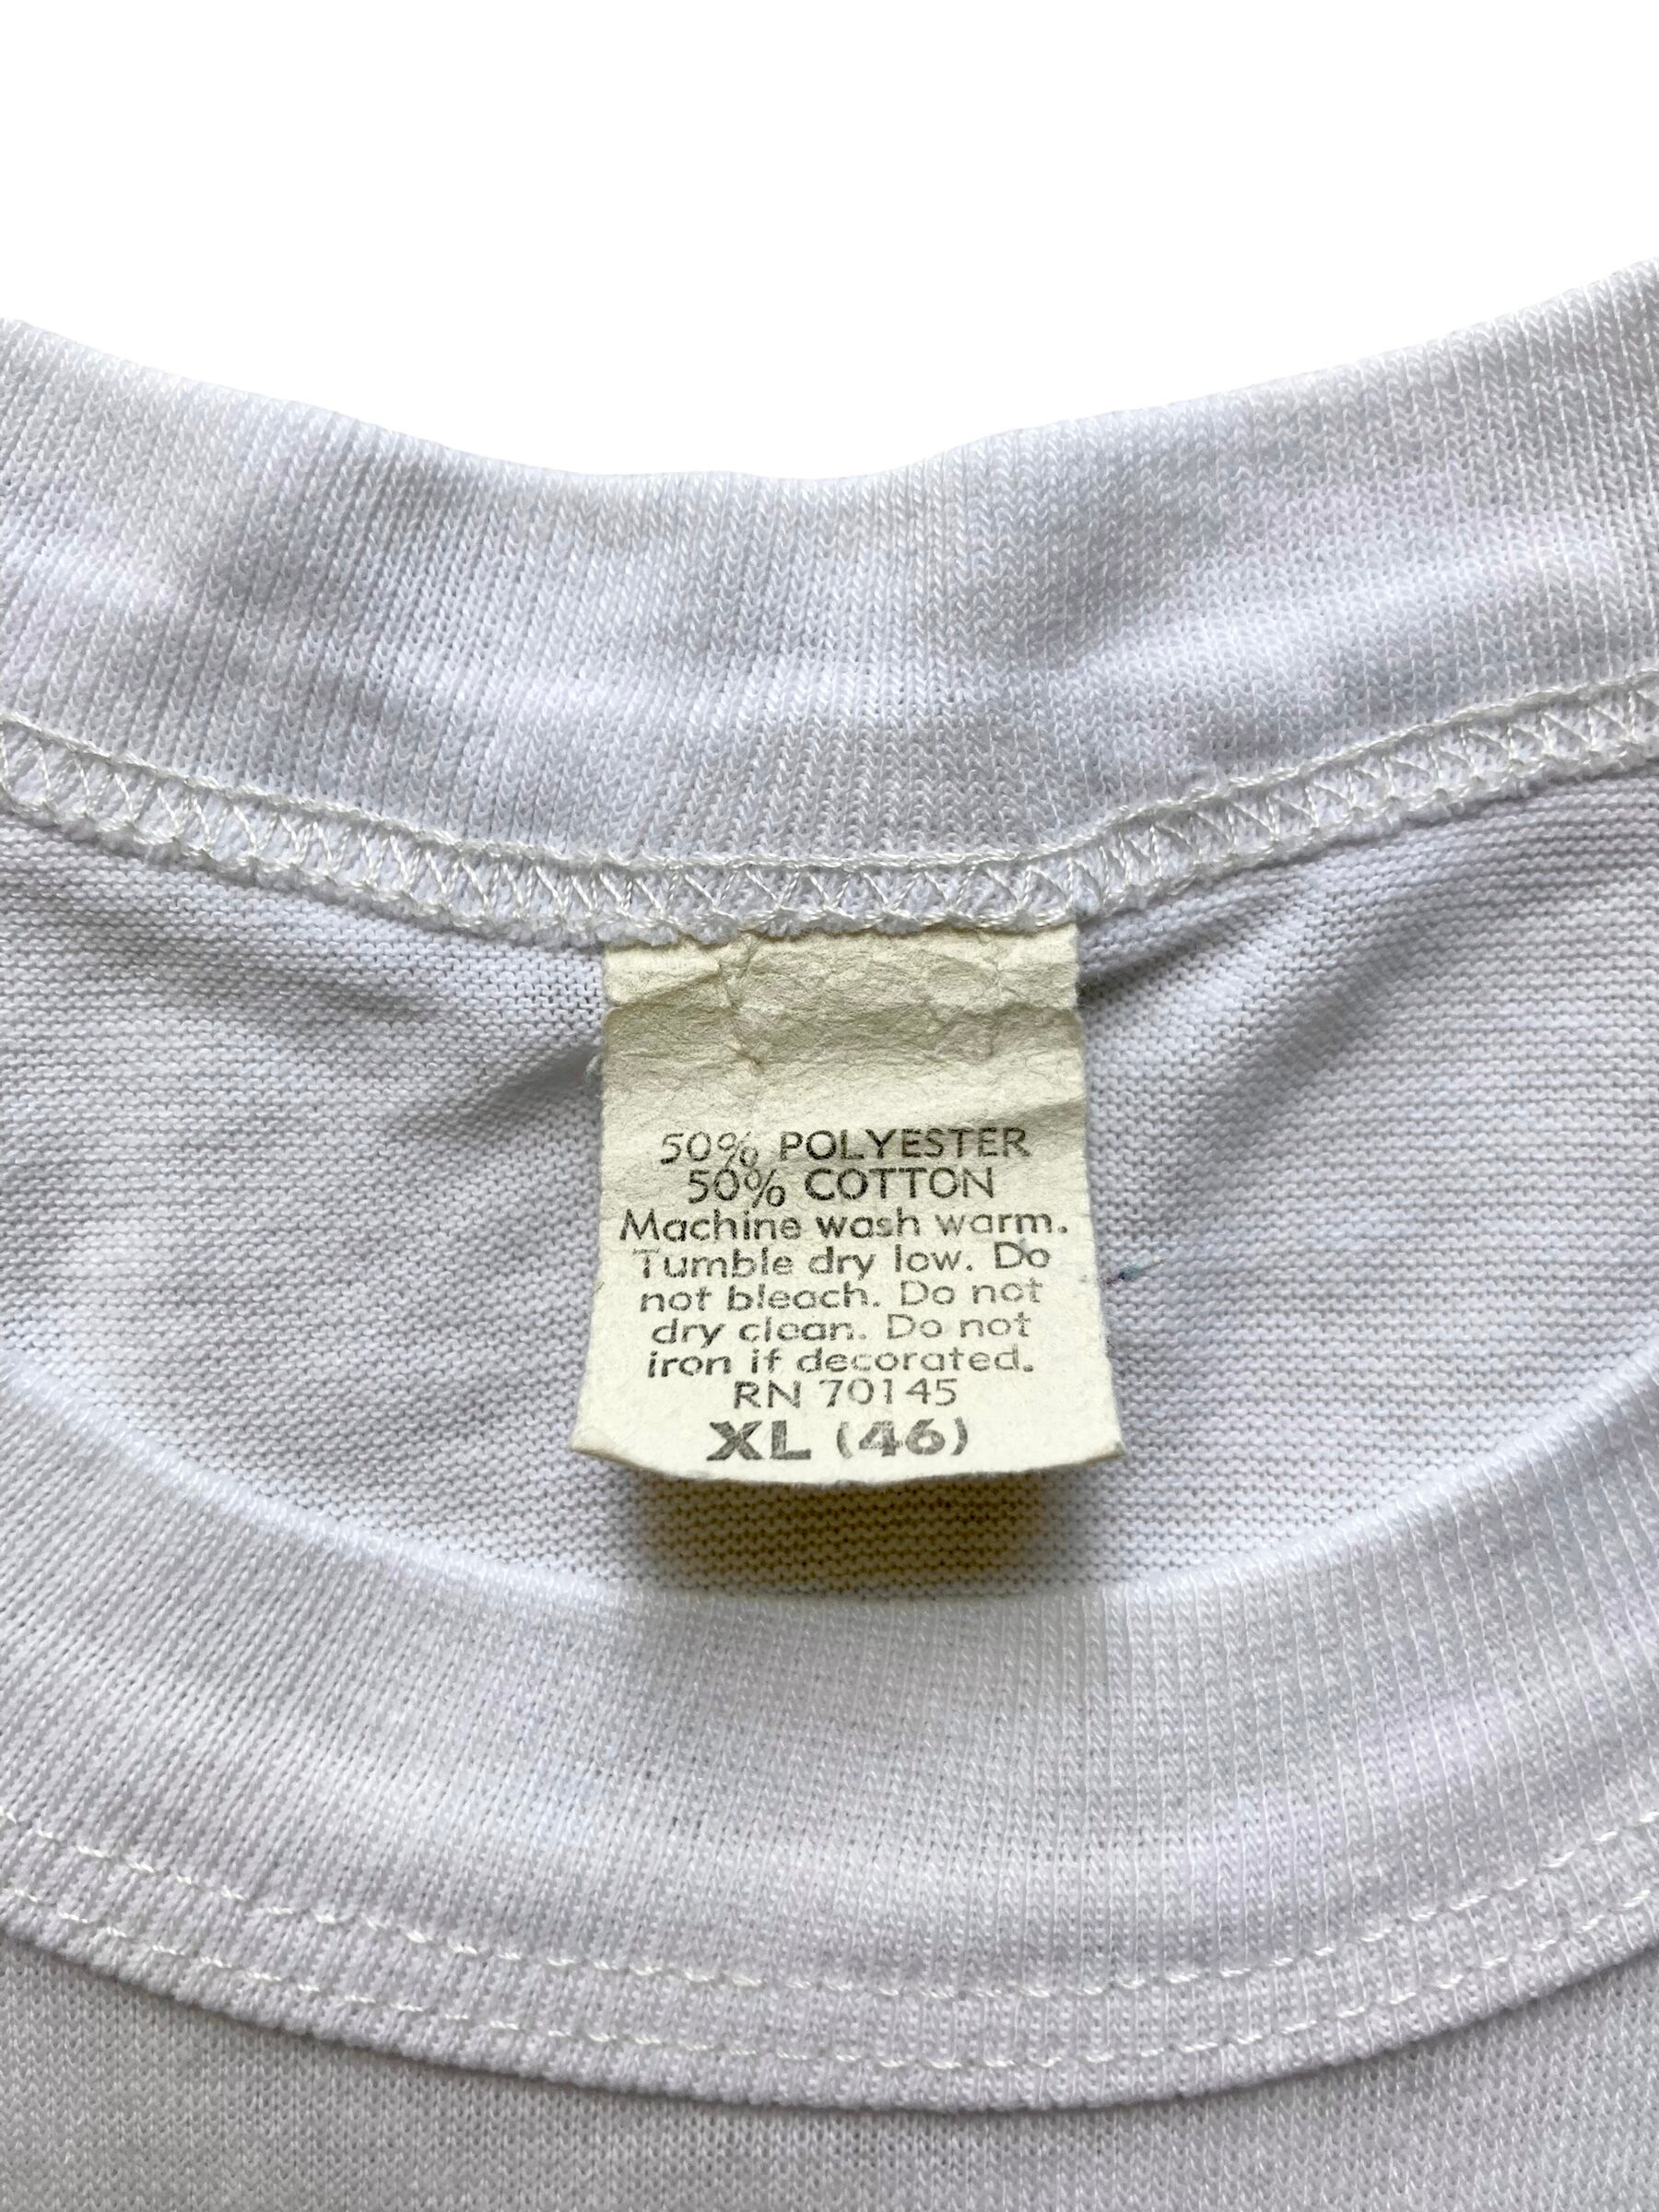 50% POLYESTER
50% COTTON
Machine wash warm.
Tumble dry low. Do
not bleach. Do not
dry clean. Do not
iron if decorated.
RN 70145
XL (46)